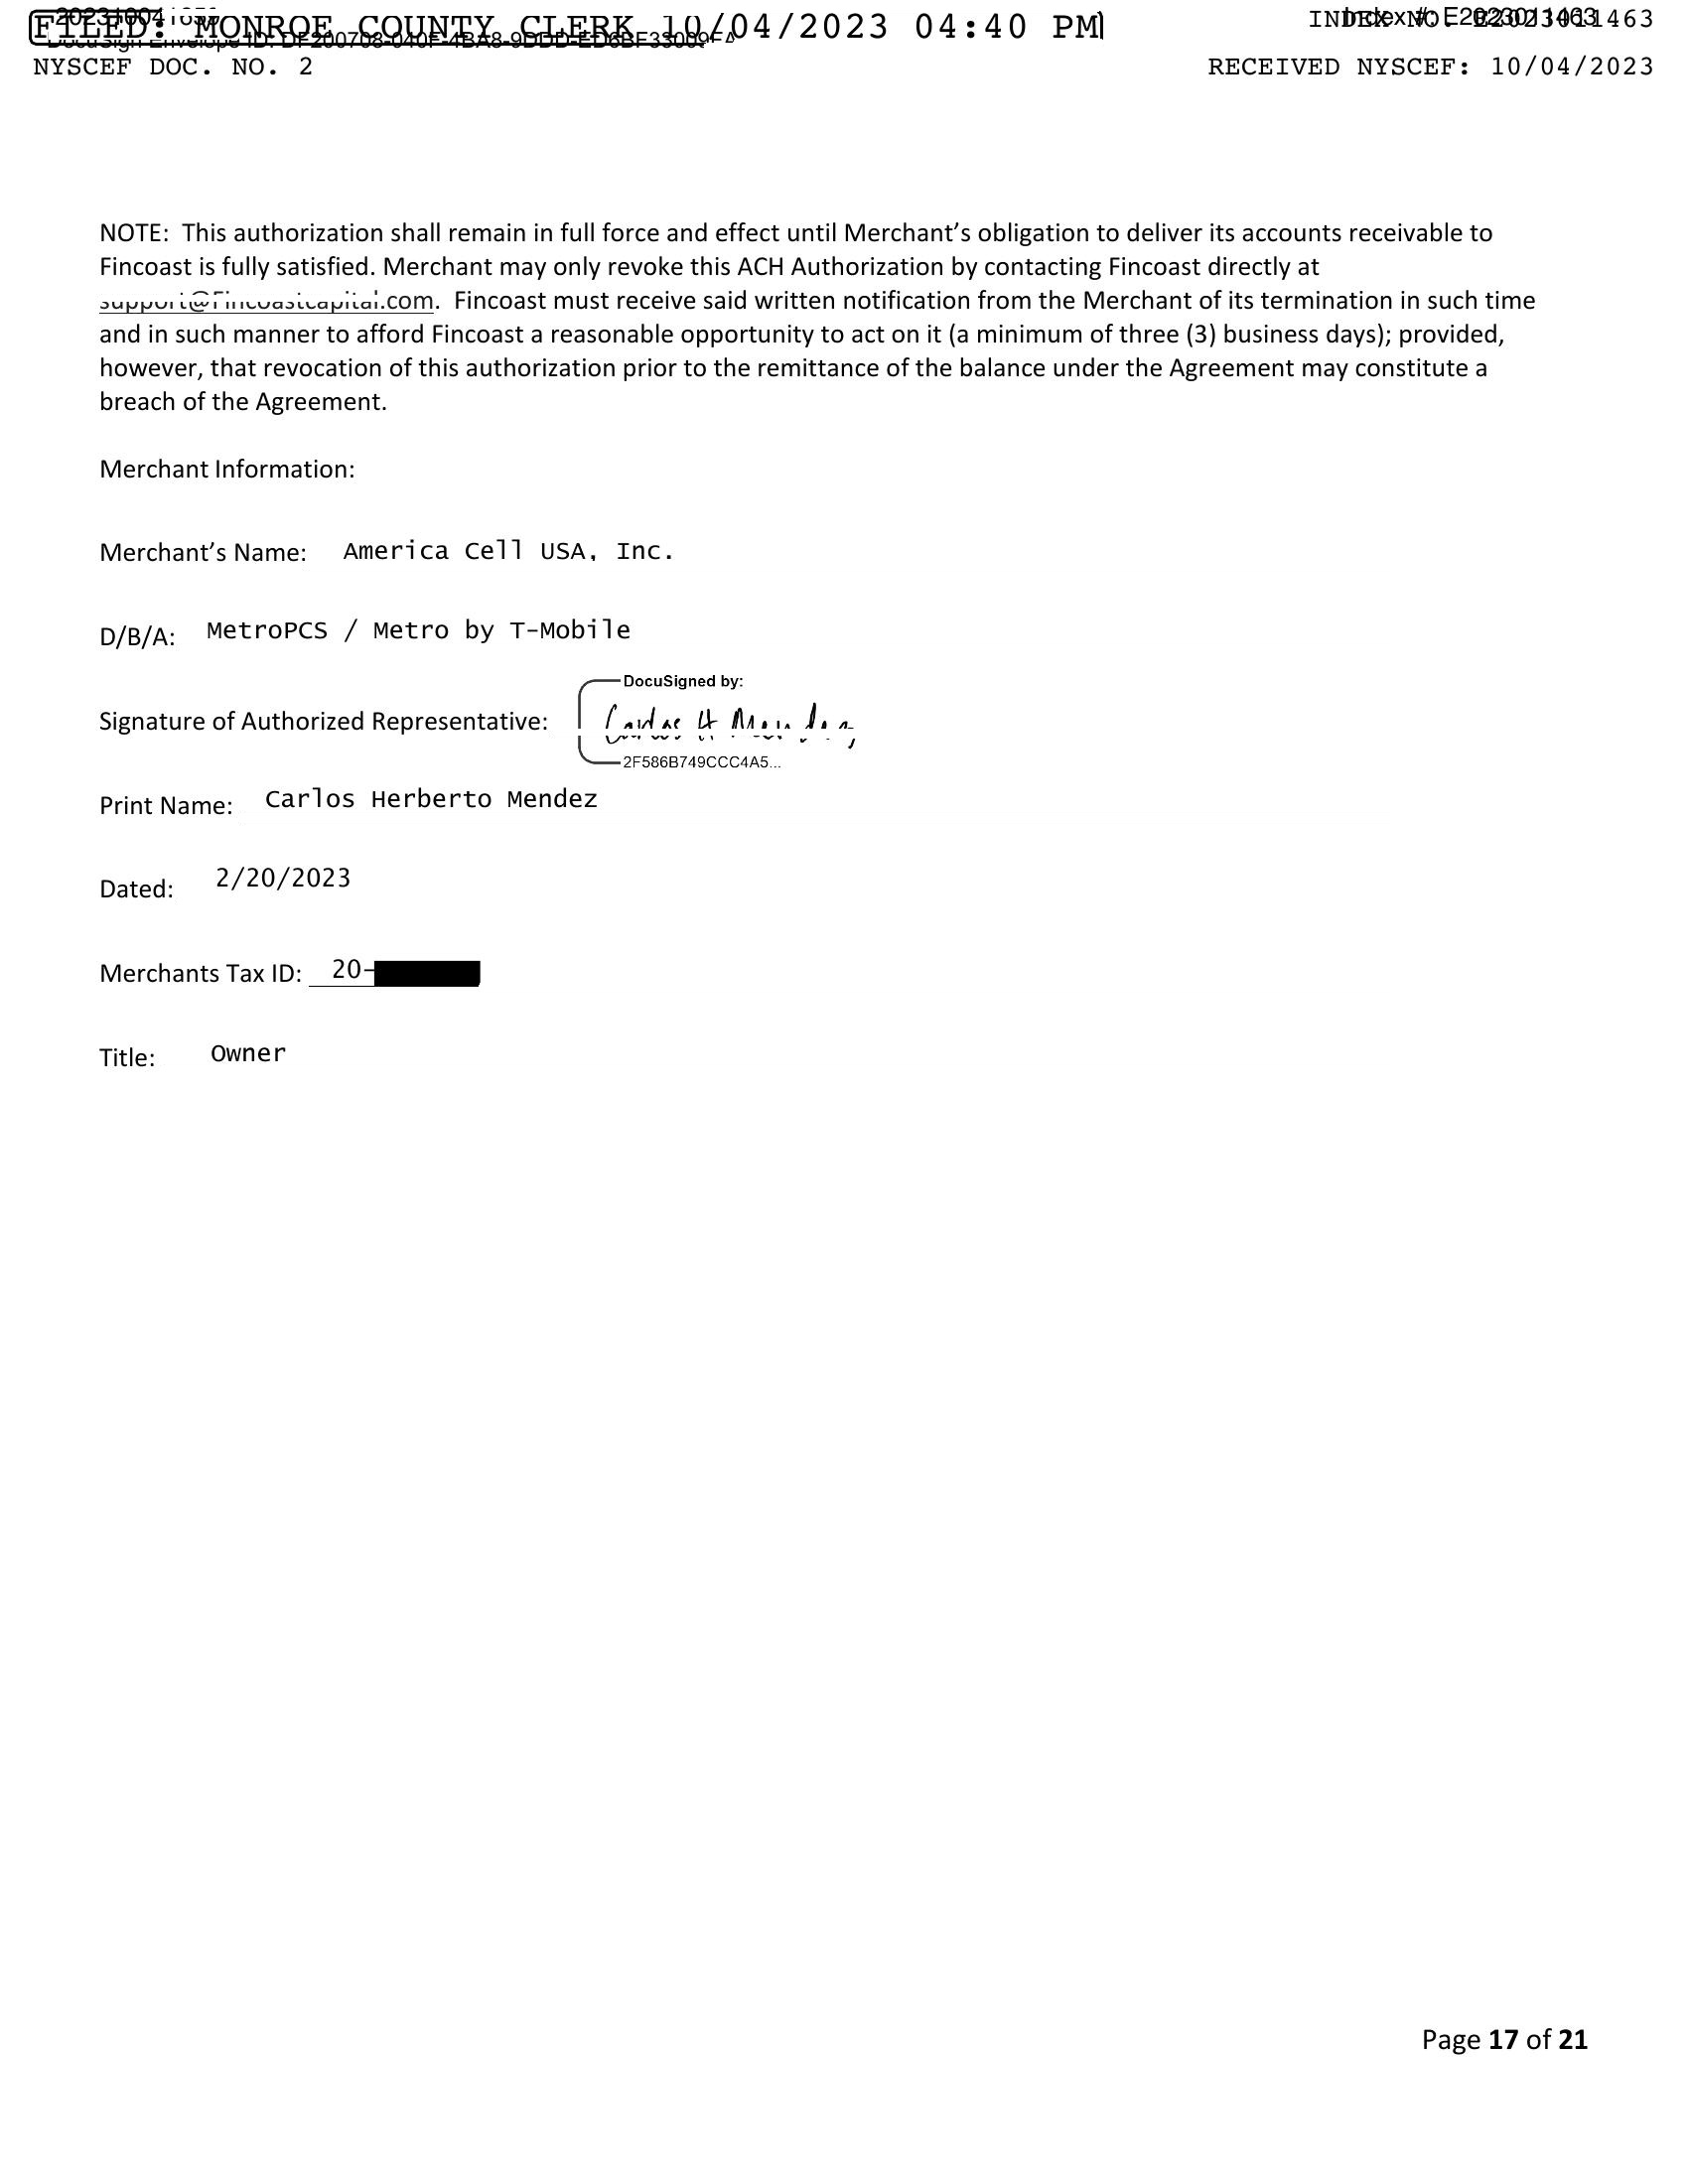 FILED: MONROE COUNTY CLERK 10/04/2023 04:40 PM
INDEX NO. E2023011463
Index #: E2023011463
NYSCEF DOC. NO. 2
RECEIVED NYSCEF: 10/04/2023
NOTE: This authorization shall remain in full force and effect until Merchant’s obligation to deliver its accounts receivable to
Fincoast is fully satisfied. Merchant may only revoke this ACH Authorization by contacting Fincoast directly at
support@Fincoastcapital.com. Fincoast must receive said written notification from the Merchant of its termination in such time
and in such manner to afford Fincoast a reasonable opportunity to act on it (a minimum of three (3) business days); provided,
however, that revocation of this authorization prior to the remittance of the balance under the Agreement may constitute a
breach of the Agreement.
Merchant Information:
Merchant’s Name: America Cell USA, Inc.
D/B/A: MetroPCS / Metro by T-Mobile
DocuSigned by:
Signature of Authorized Representative: Carlos H Mendez
2F586B749CCC4A5...
Print Name: Carlos Herberto Mendez
Dated: 2/20/2023
Merchants Tax ID: 20-
Title: Owner
Page 17 of 21